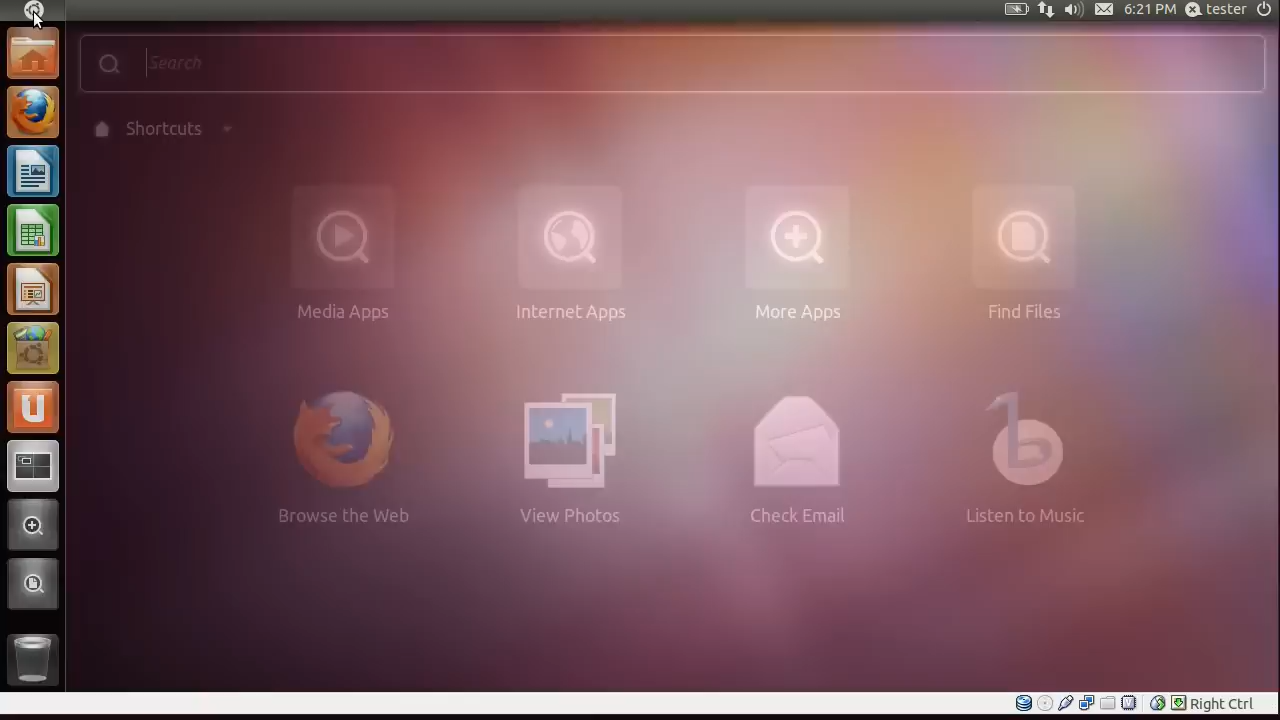 6:21 PM tester
Search
Shortcuts
Media Apps Internet Apps More Apps Find Files
Browse the Web View Photos Check Email Listen to Music
Right Ctrl